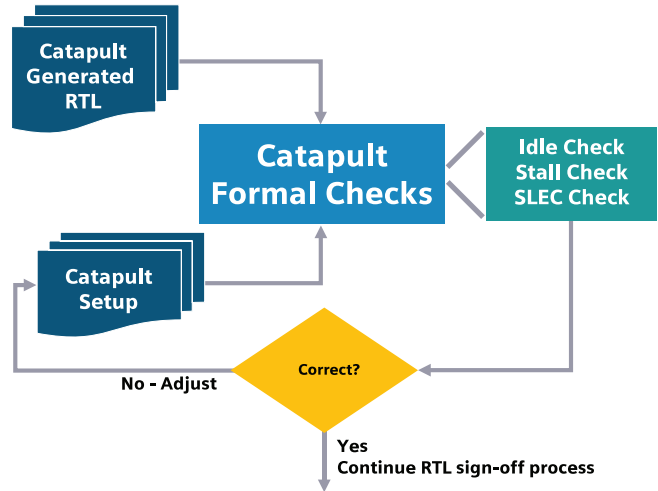 Catapult
Generated
RTL
Catapult
Formal Checks
Idle Check
Stall Check
SLEC Check
Catapult
Setup
Correct?
No - Adjust
Yes
Continue RTL sign-off process